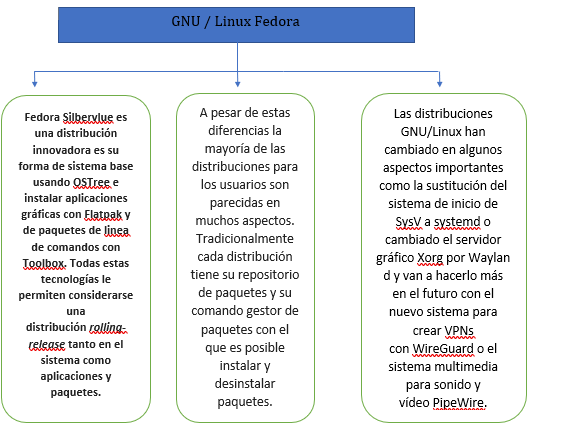 GNU / Linux Fedora
Fedora Silbervlue es
una distribución
innovadora es su
forma de sistema base
usando OSTree e
instalar aplicaciones
gráficas con Flatpak y
de paquetes de linea
de comandos con
Toolbox. Todas estas
tecnologías le
permiten considerarse
una
distribución rolling-
release tanto en el
sistema como
aplicaciones y
paquetes.
A pesar de estas
diferencias la
mayoría de las
distribuciones para
los usuarios son
parecidas en
muchos aspectos.
Tradicionalmente
cada distribución
tiene su repositorio
de paquetes y su
comando gestor de
paquetes con el
que es posible
instalar y
desinstalar
paquetes.
Las distribuciones
GNU/Linux han
cambiado en algunos
aspectos importantes
como la sustitución del
sistema de inicio de
SysV a systemd o
cambiado el servidor
gráfico Xorg por Waylan
d y van a hacerlo más
en el futuro con el
nuevo sistema para
crear VPNs
con WireGuard o el
sistema multimedia
para sonido y
vídeo PipeWire.